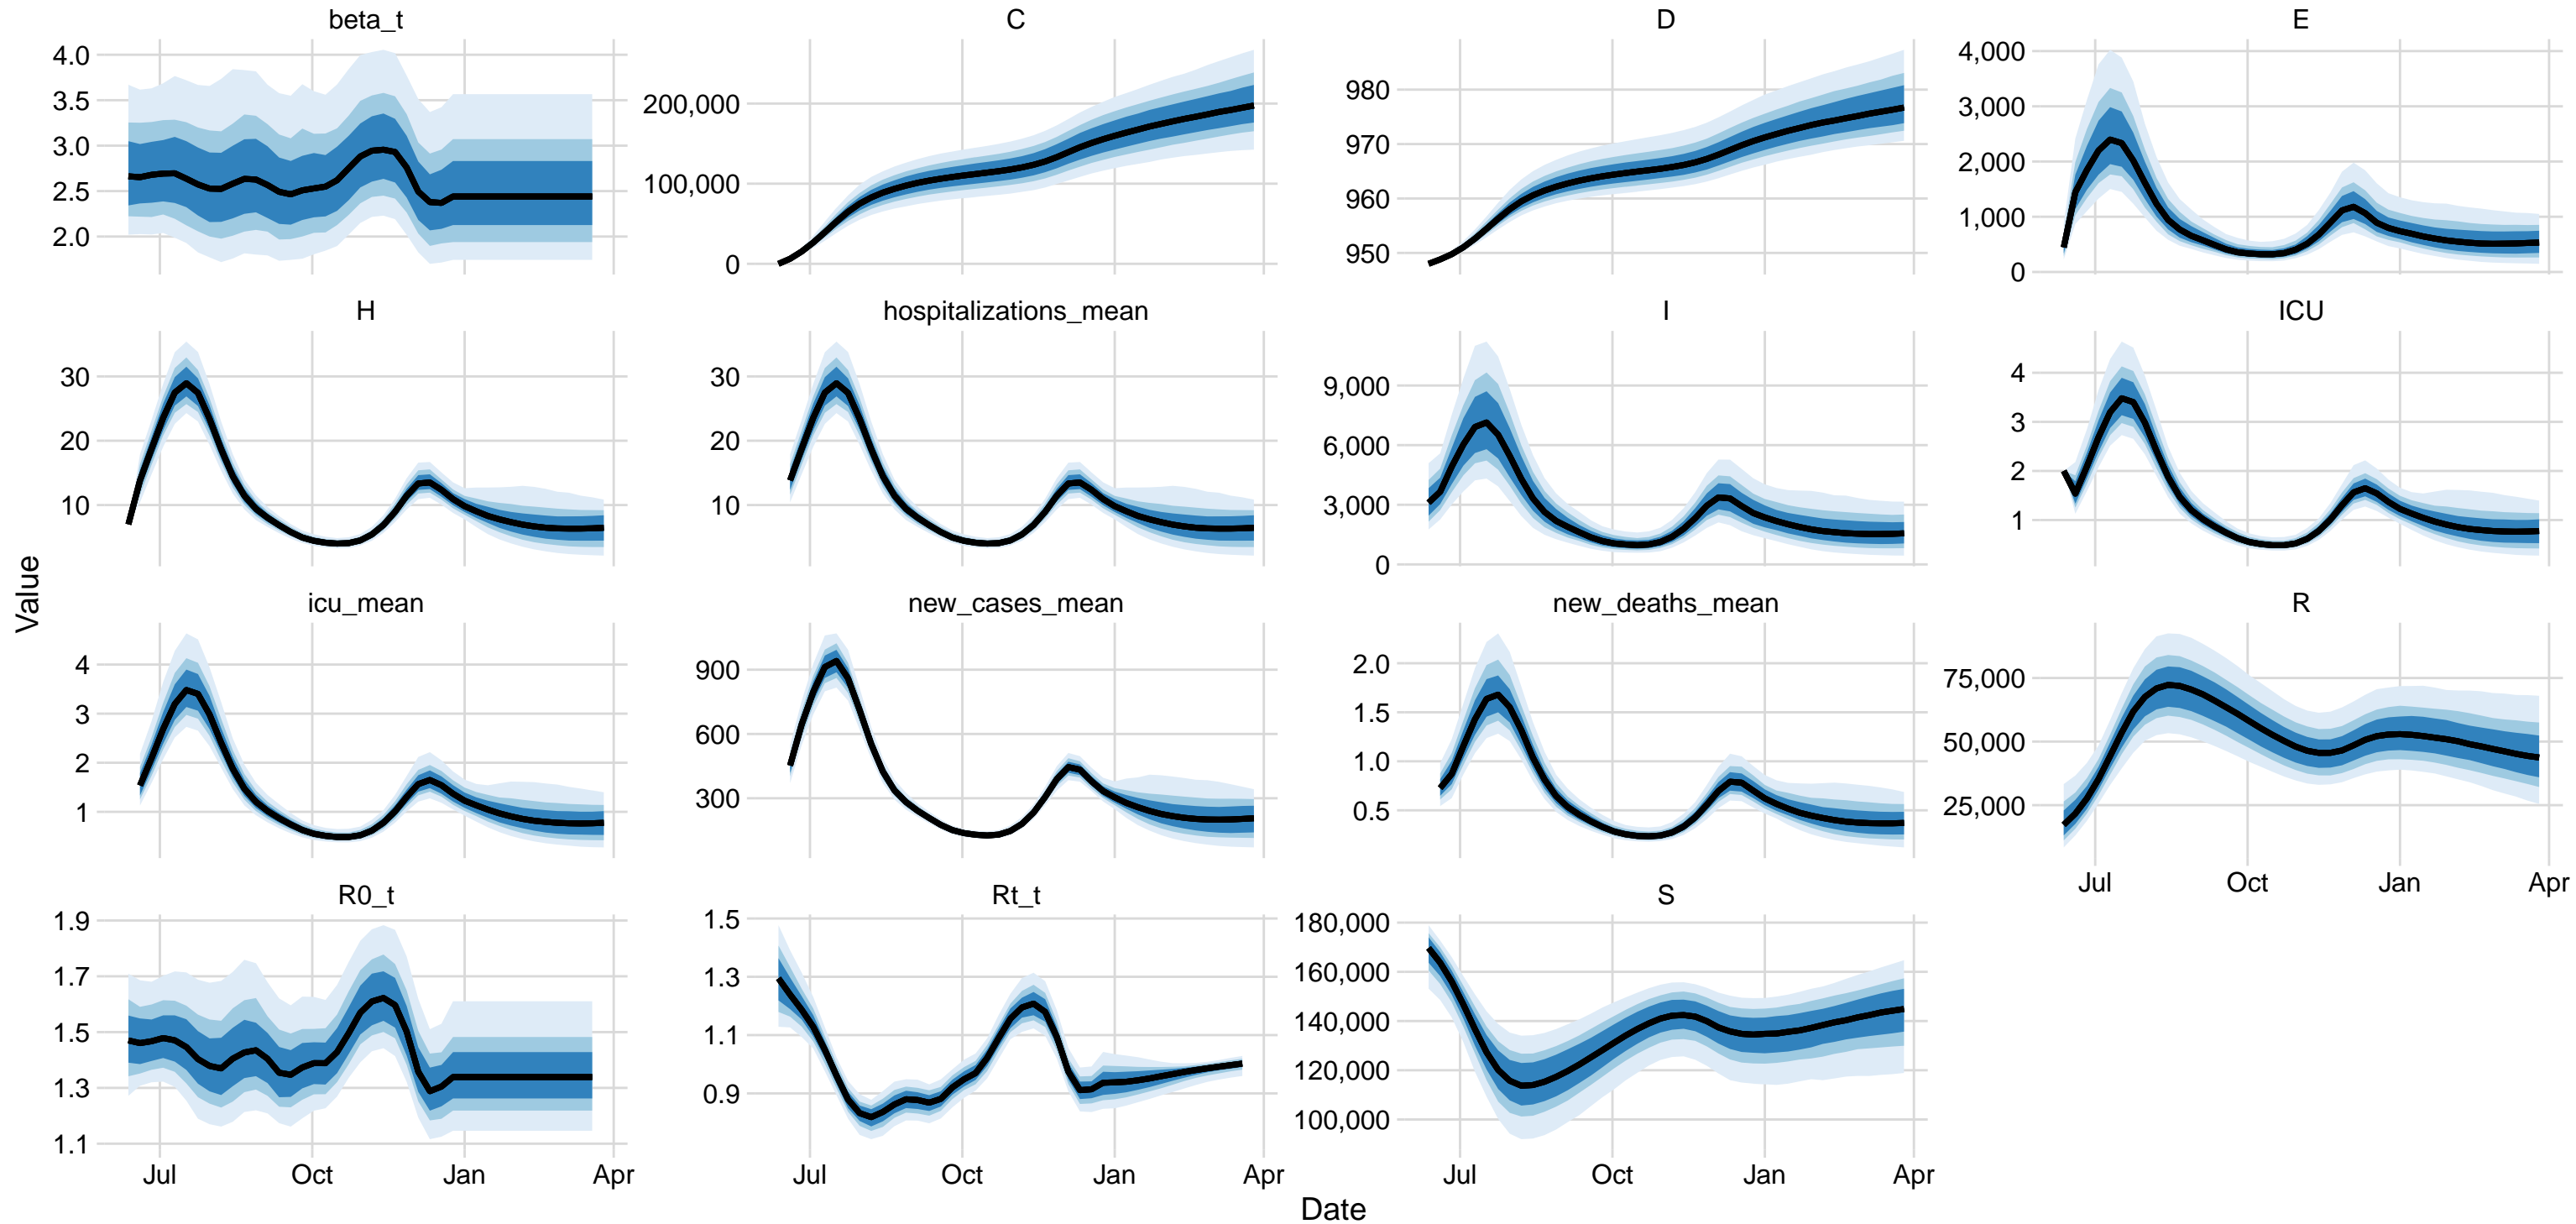 beta_t
4.0
3.5
3.0
2.5
2.0
C
200,000
100,000
0
D
980
970
960
950
E
4,000
3,000
2,000
1,000
0
H
30
20
10
hospitalizations_mean
30
20
10
I
9,000
6,000
3,000
0
ICU
4
3
2
1
Value
icu_mean
4
3
2
1
new_cases_mean
900
600
300
new_deaths_mean
2.0
1.5
1.0
0.5
R
75,000
50,000
25,000
Jul Oct Jan Apr
R0_t
1.9
1.7
1.5
1.3
1.1
Jul Oct Jan Apr
Rt_t
1.5
1.3
1.1
0.9
Jul Oct Jan Apr
S
180,000
160,000
140,000
120,000
100,000
Jul Oct Jan Apr
Date